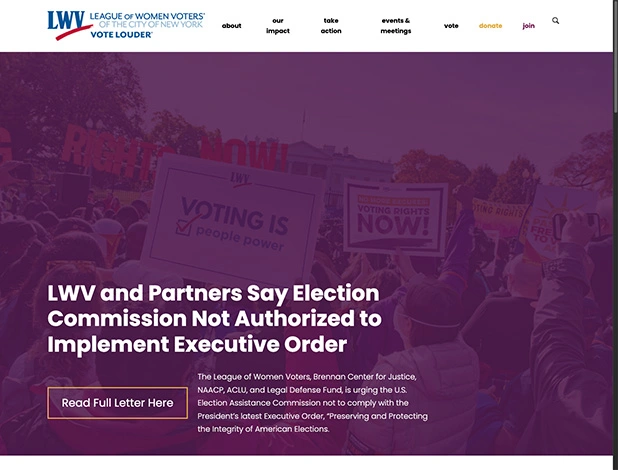 LWV LEAGUE OF WOMEN VOTERS®
OF THE CITY OF NEW YORK
VOTE LOUDER®
about
our
impact
take
action
events &
meetings
vote
donate
join
RIGHTS NOW!
LWV
VOTING IS
people power
VOTING RIGHTS
NOW!
VOTING RIGHTS
LWV and Partners Say Election
Commission Not Authorized to
Implement Executive Order
Read Full Letter Here
The League of Women Voters, Brennan Center for Justice,
NAACP, ACLU, and Legal Defense Fund, is urging the U.S.
Election Assistance Commission not to comply with the
President’s latest Executive Order, “Preserving and Protecting
the Integrity of American Elections.